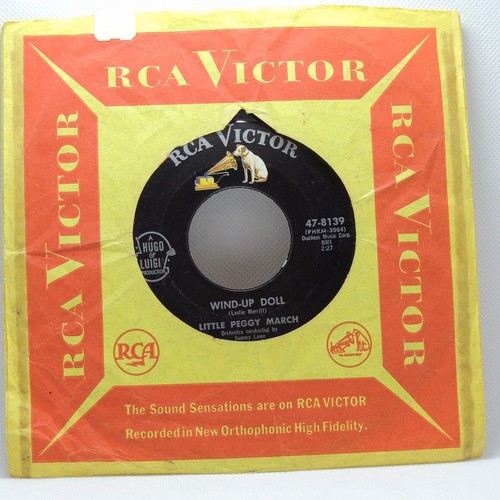 RCA VICTOR
RCA VICTOR
RCA VICTOR
RCA VICTOR
47-8139
(PHKM-3064)
Duchess Music Corp.
BMI
2:27
A
HUGO
&
LUIGI
PRODUCTION
WIND-UP DOLL
(Leslie Merrill)
LITTLE PEGGY MARCH
Orchestra conducted by
Sammy Lowe
RCA
The Sound Sensations are on RCA VICTOR
Recorded in New Orthophonic High Fidelity.